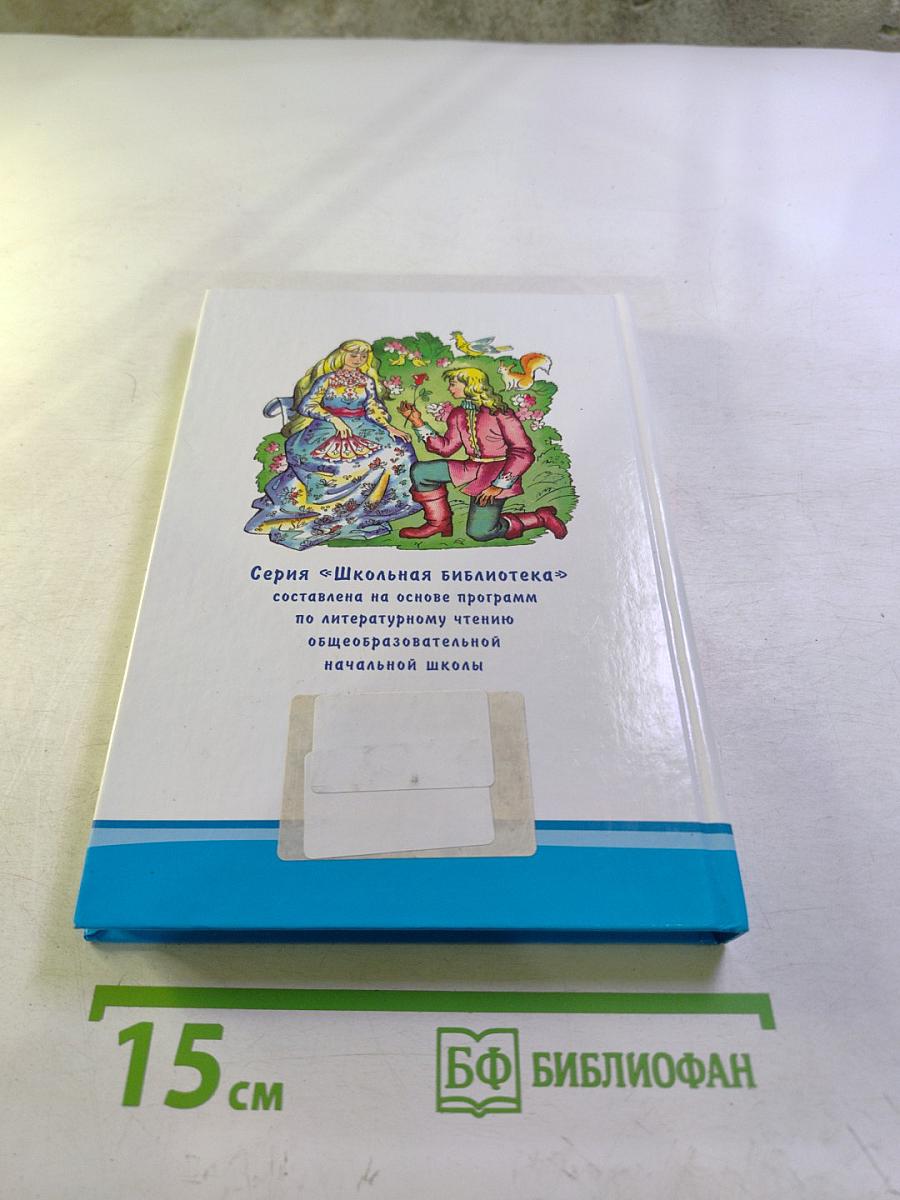 Серия «Школьная библиотека»
составлена на основе программ
по литературному чтению
общеобразовательной
начальной школы
15 см
БФ БИБЛИОФАН